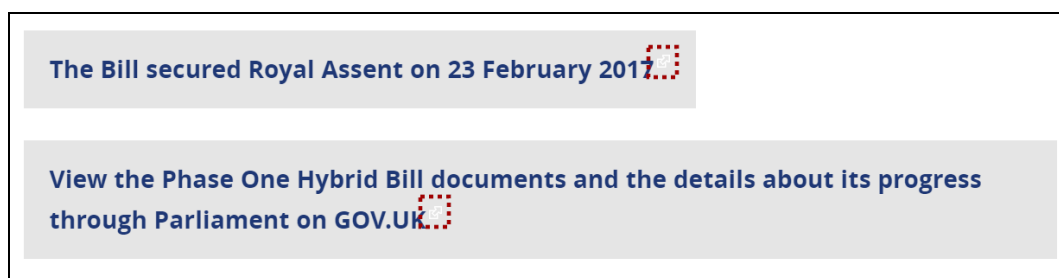 The Bill secured Royal Assent on 23 February 2017
View the Phase One Hybrid Bill documents and the details about its progress
through Parliament on GOV.UK